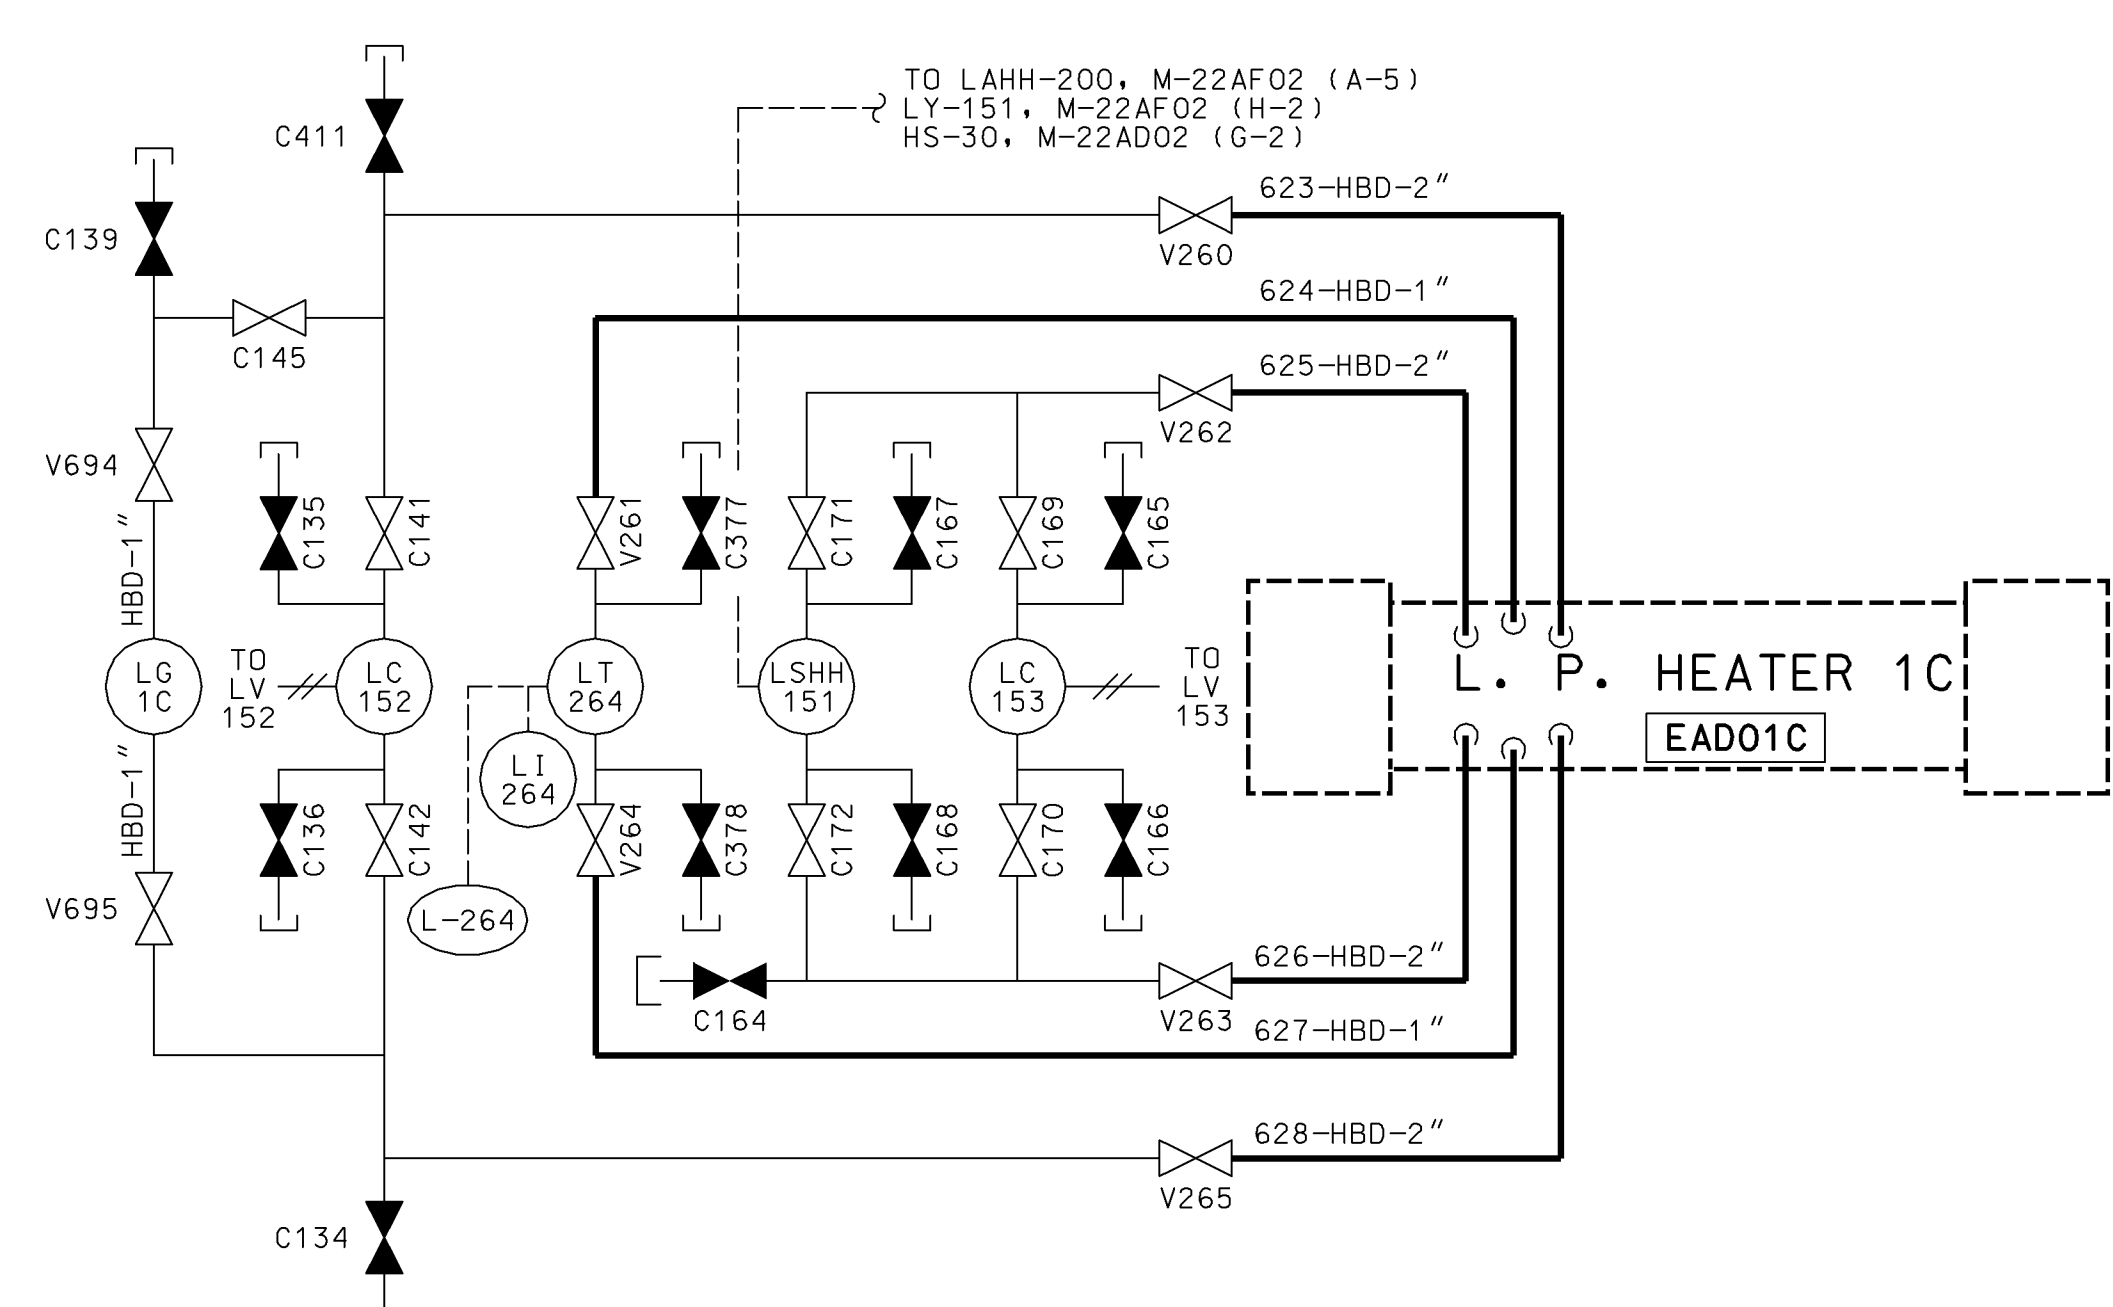 TO LAHH-200, M-22AF02 (A-5)
LY-151, M-22AF02 (H-2)
HS-30, M-22AD02 (G-2)
C411
C139
623-HBD-2"
V260
624-HBD-1"
C145
625-HBD-2"
V262
V694
HBD-1"
C135
C141
V261
C377
C171
C167
C169
C165
LG
1C
TO
LV
152
LC
152
LT
264
LSHH
151
LC
153
TO
LV
153
L. P. HEATER 1C
EAD01C
LI
264
HBD-1"
C136
C142
V264
C378
C172
C168
C170
C166
V695
L-264
626-HBD-2"
C164
V263
627-HBD-1"
628-HBD-2"
V265
C134